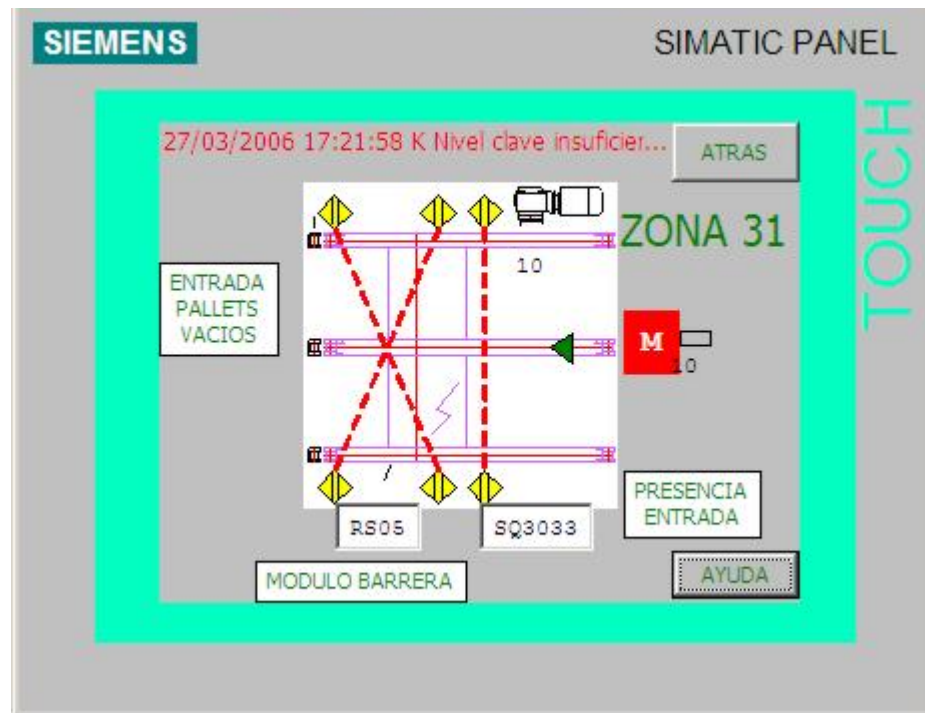 SIEMENS
SIMATIC PANEL
TOUCH
27/03/2006 17:21:58 K Nivel clave insuficier...
ATRAS
ZONA 31
10
ENTRADA
PALLETS
VACIOS
M
10
PRESENCIA
ENTRADA
RS05
SQ3033
MODULO BARRERA
AYUDA